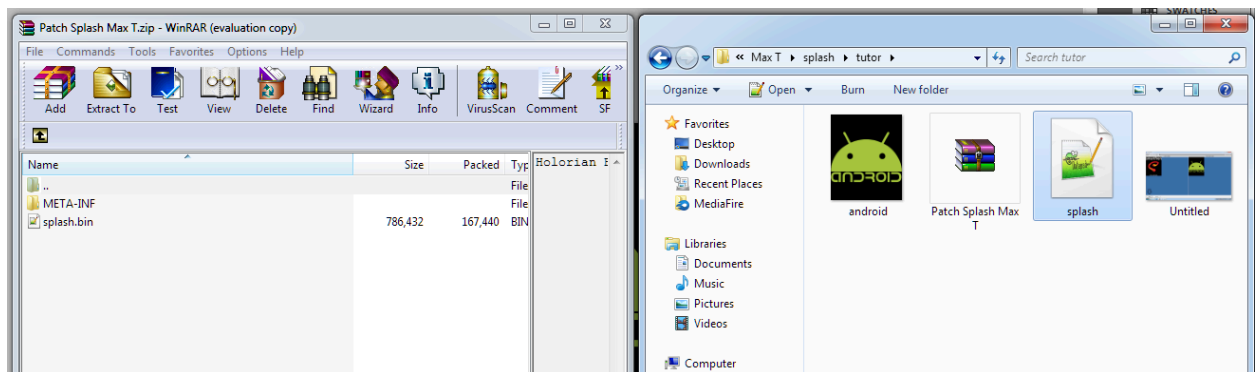 SWATCHES
Patch Splash Max T.zip - WinRAR (evaluation copy)
File Commands Tools Favorites Options Help
Add Extract To Test View Delete Find Wizard Info VirusScan Comment SF
Name Size Packed Typ
..
File
META-INF File
splash.bin 786,432 167,440 BIN
Holorian
« Max T splash tutor
Search tutor
Organize Open Burn New folder
Favorites
Desktop
Downloads
Recent Places
MediaFire
Libraries
Documents
Music
Pictures
Videos
Computer
android
ANDROID
Patch Splash Max
T
splash
Untitled